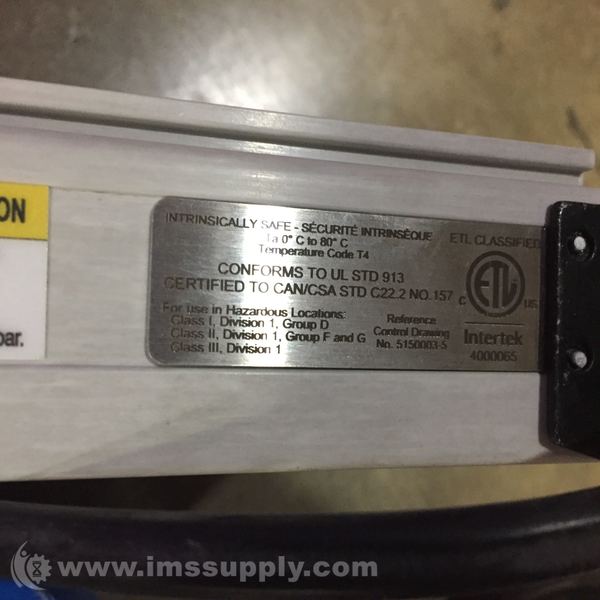 ON
par.
INTRINSICALLY SAFE - SÉCURITÉ INTRINSÈQUE
Ta 0° C to 80° C
Temperature Code T4
CONFORMS TO UL STD 913
CERTIFIED TO CAN/CSA STD C22.2 NO. 157
For use in Hazardous Locations:
Class I, Division 1, Group D
Class II, Division 1, Group F and G
Class III, Division 1
Reference
Control Drawing
No. 5150003-5
ETL CLASSIFIED
C ETL US
Intertek
4000065
www.imssupply.com